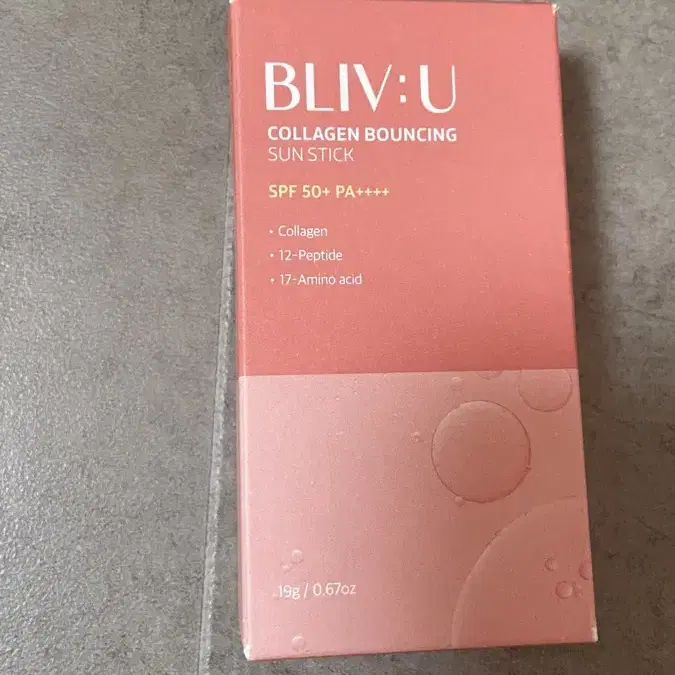 BLIV:U
COLLAGEN BOUNCING
SUN STICK
SPF 50+ PA++++
• Collagen
• 12-Peptide
• 17-Amino acid
19g / 0.67oz